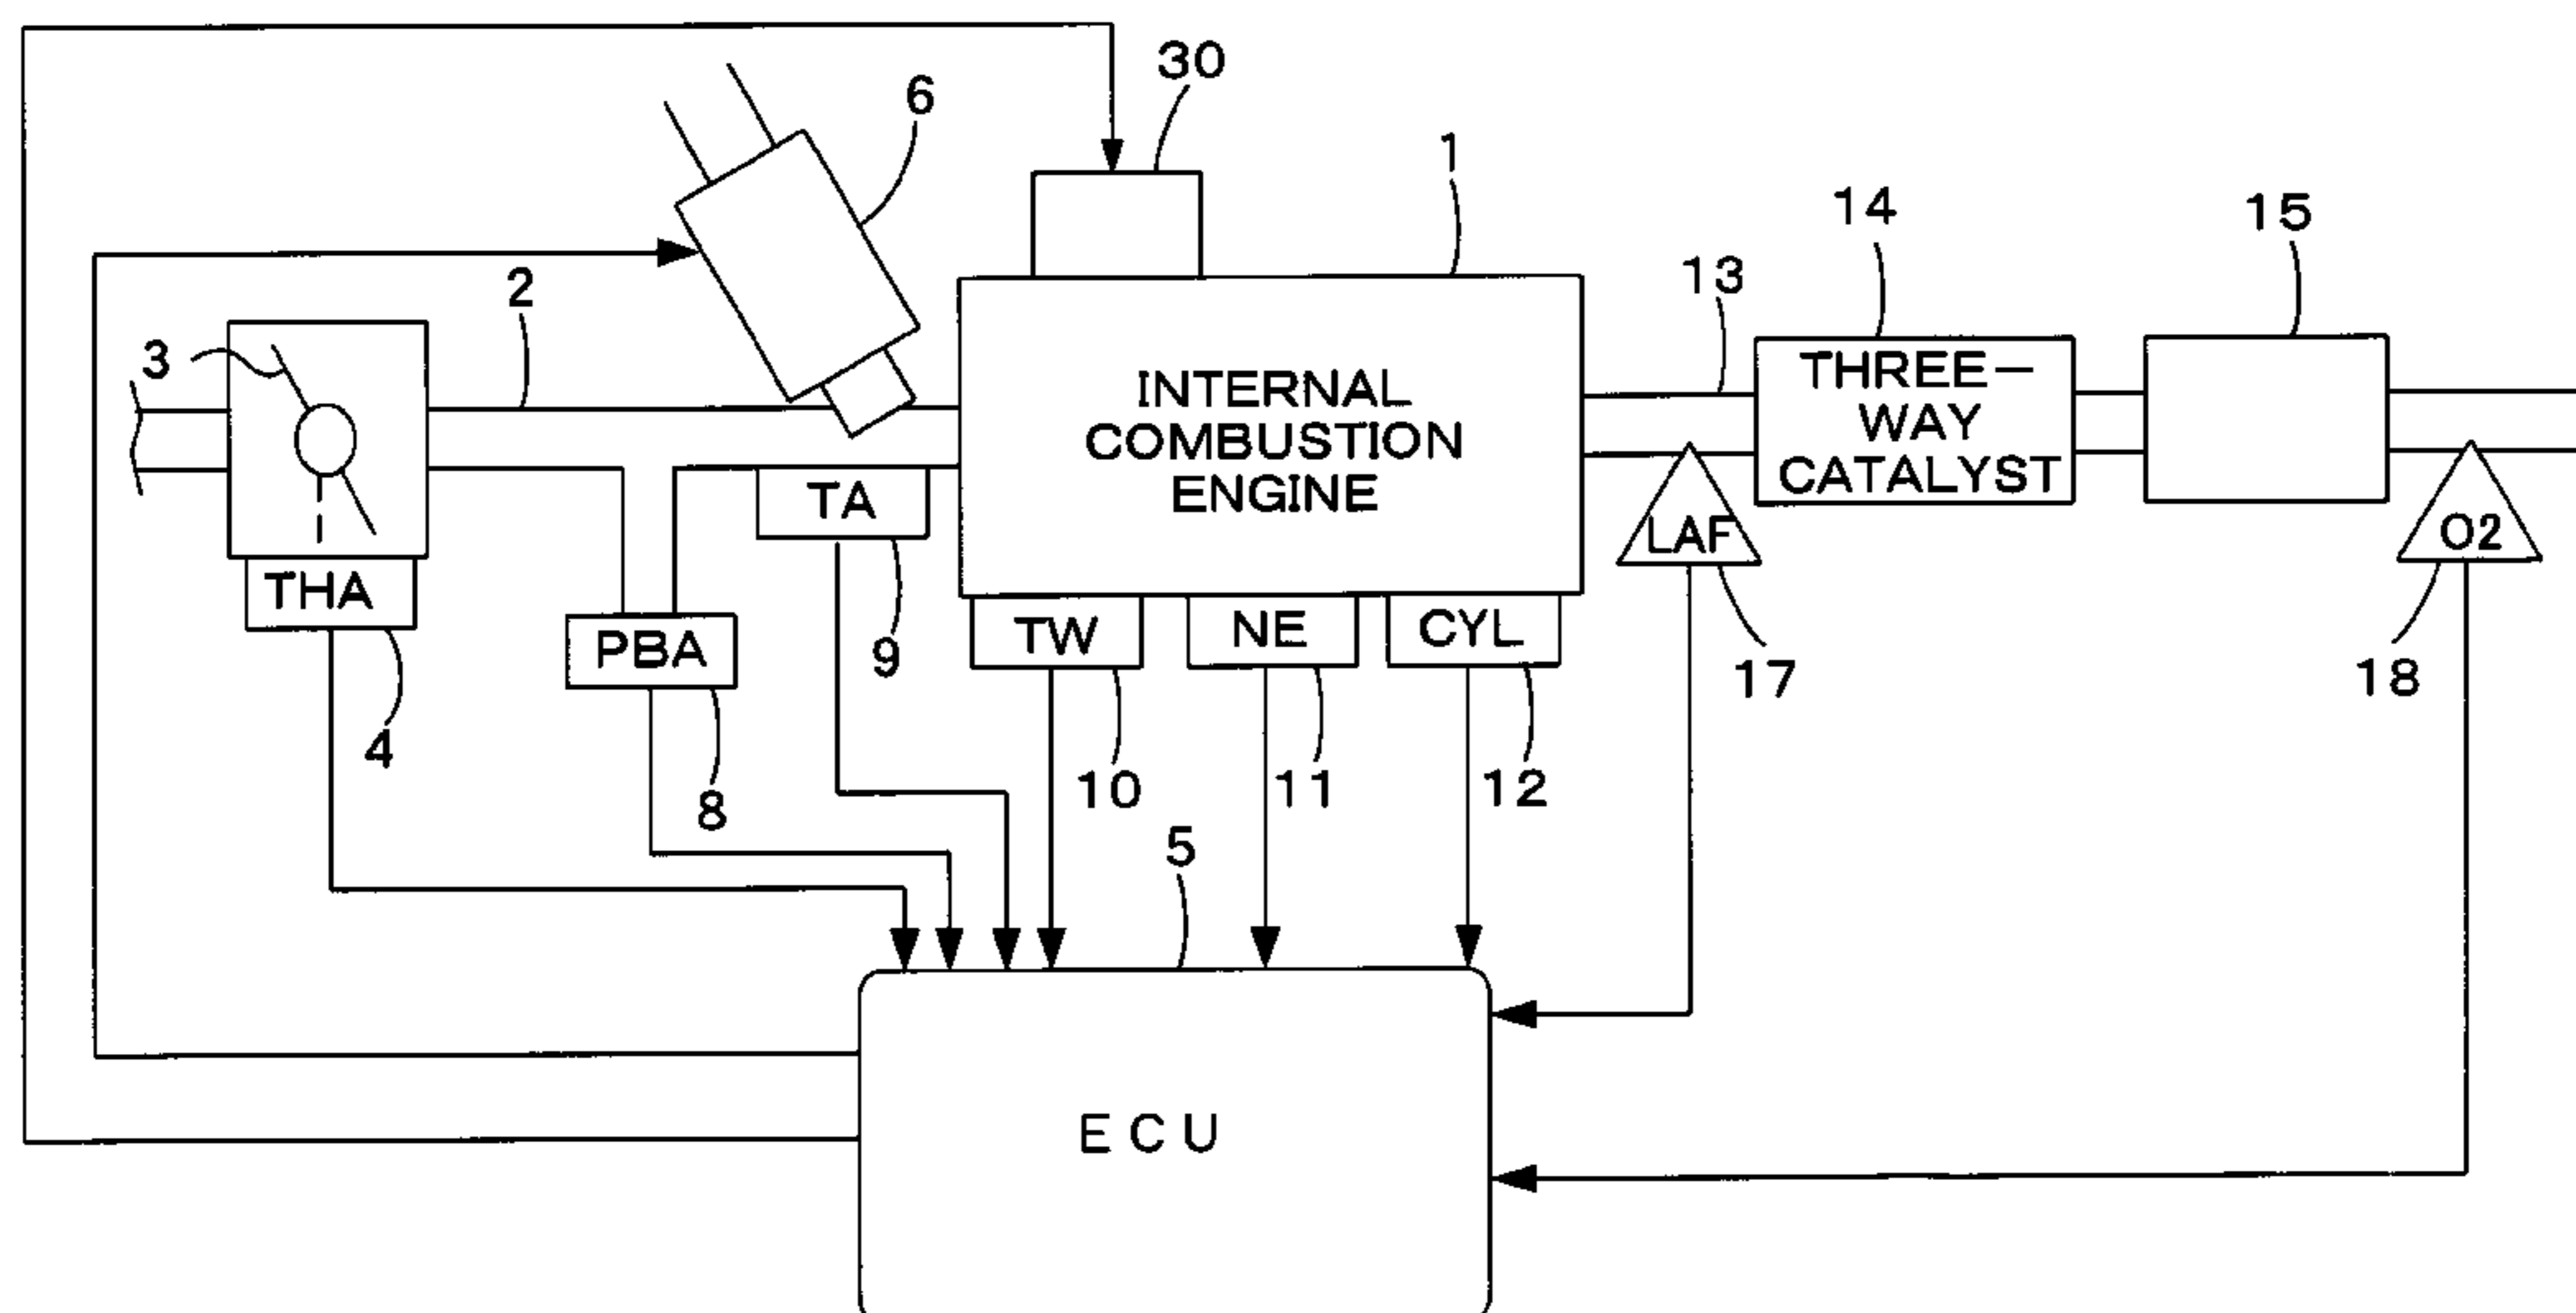 30
6
1
14
15
2
13
3
THREE-
WAY
CATALYST
INTERNAL
COMBUSTION
ENGINE
TA
LAF
O2
THA
PBA
TW
NE
CYL
9
17
18
4
8
10
11
12
5
ECU